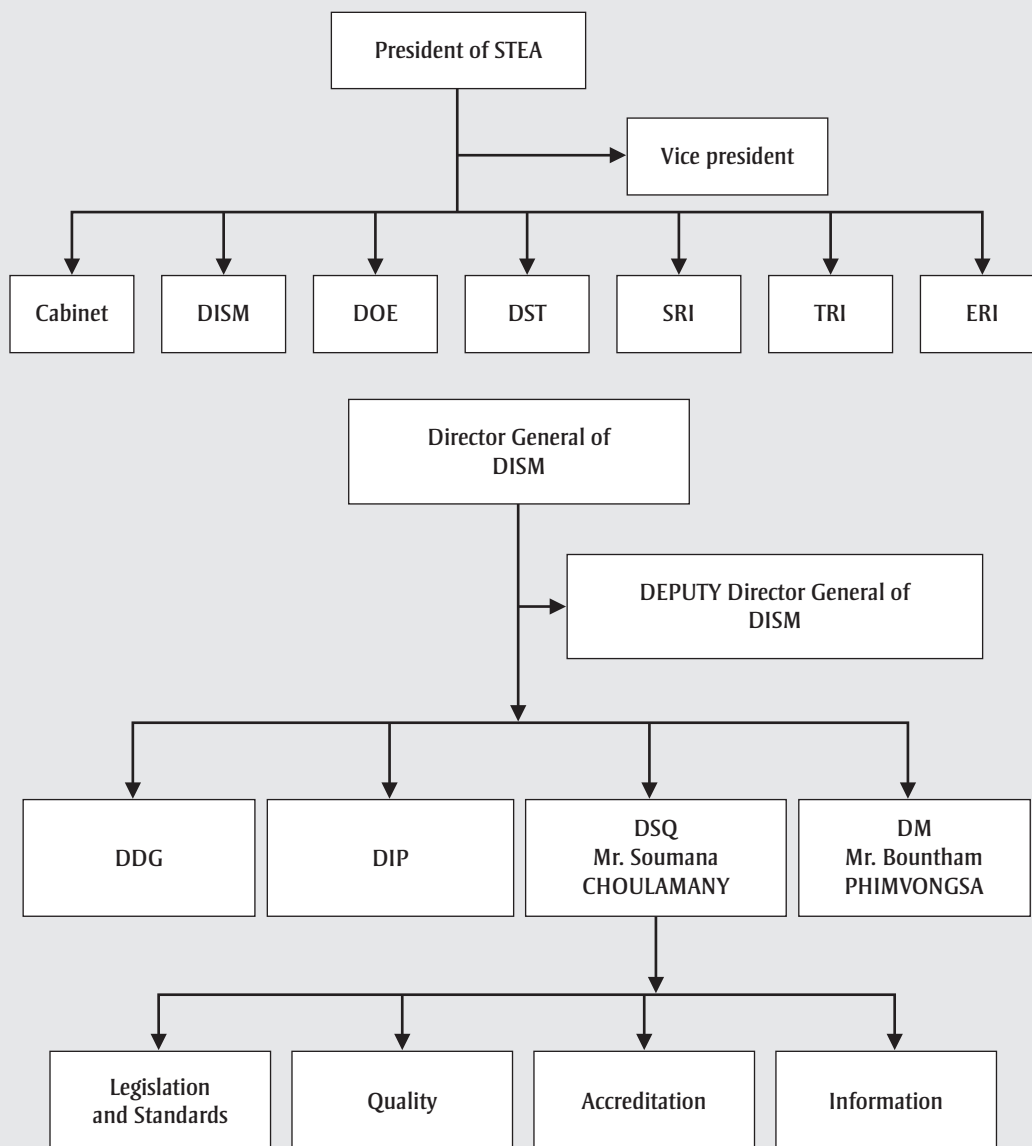 President of STEA
Vice president
Cabinet
DISM
DOE
DST
SRI
TRI
ERI
Director General of
DISM
DEPUTY Director General of
DISM
DDG
DIP
DSQ
Mr. Soumana
CHOULAMANY
DM
Mr. Bountham
PHIMVONGSA
Legislation
and Standards
Quality
Accreditation
Information